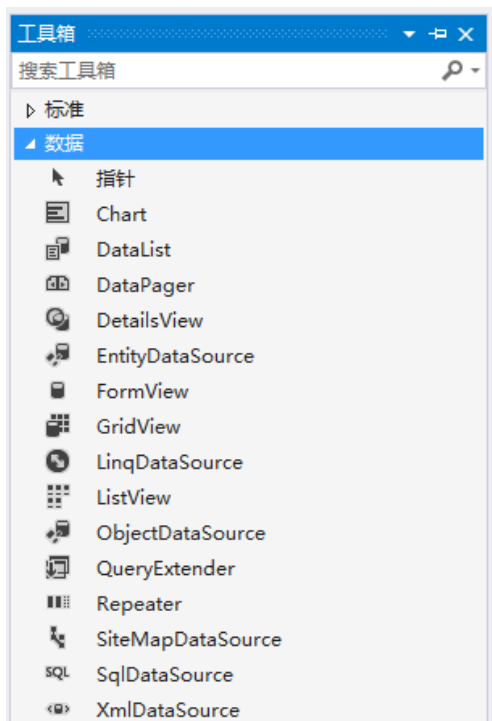 工具箱
搜索工具箱
标准
数据
指针
Chart
DataList
DataPager
DetailsView
EntityDataSource
FormView
GridView
LinqDataSource
ListView
ObjectDataSource
QueryExtender
Repeater
SiteMapDataSource
SQL SqlDataSource
XmlDataSource